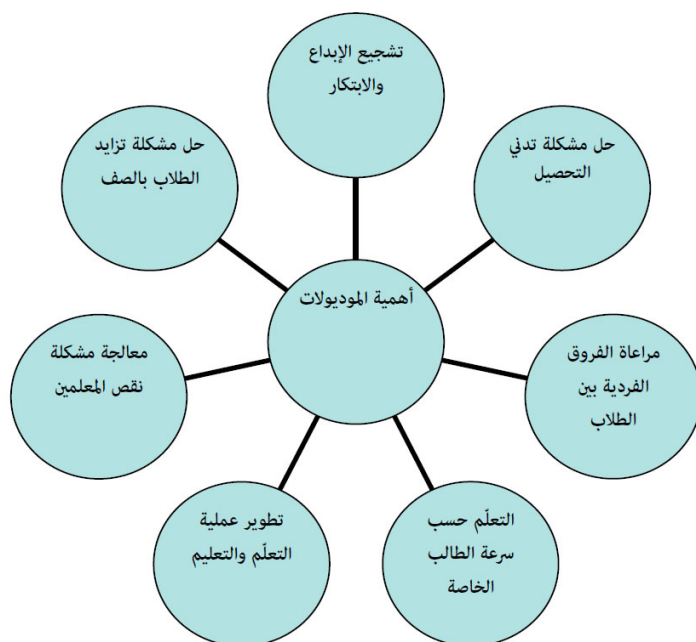 تشجيع الإبداع
والابتكار
حل مشكلة تدني
التحصيل
حل مشكلة تزايد
الطلاب بالصف
أهمية الموديولات
مراعاة الفروق
الفردية بين
الطلاب
معالجة مشكلة
نقص المعلمين
التعلّم حسب
سرعة الطالب
الخاصة
تطوير عملية
التعلّم والتعليم